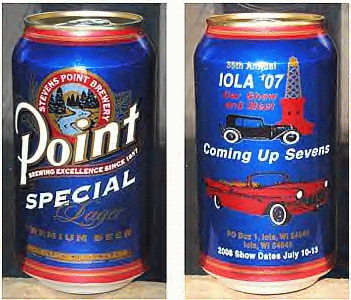 STEVENS POINT BREWERY
Point
BREWING EXCELLENCE SINCE 1857
SPECIAL
Lager
PREMIUM BEER
35th Annual
IOLA '07
Car Show
and Meet
Coming Up Sevens
PO Box 1, Iola, WI 54945
Iola, WI 54945
2008 Show Dates July 10-13